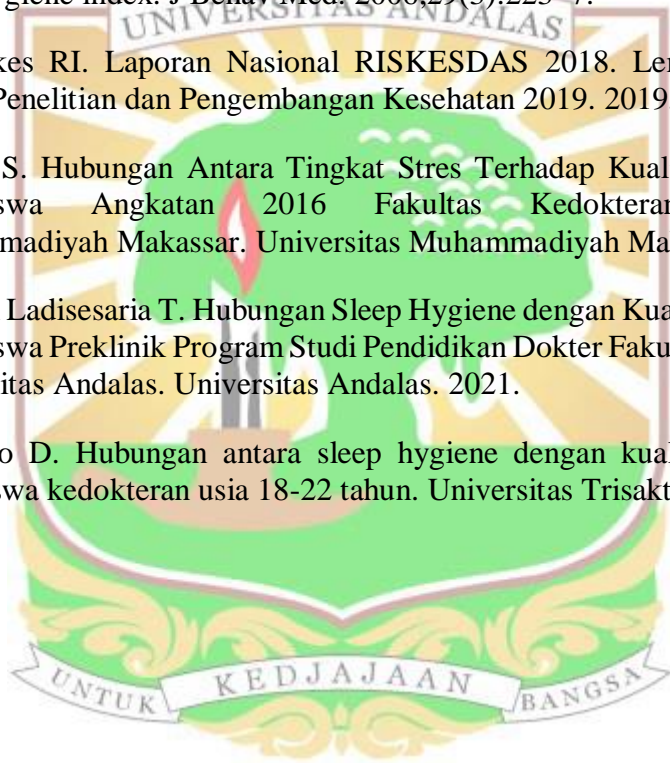 giene index. J Behav Med. 2006;29(3):223–7.
UNIVERSITAS ANDALAS
kes RI. Laporan Nasional RISKESDAS 2018. Ler
Penelitian dan Pengembangan Kesehatan 2019. 2019
S. Hubungan Antara Tingkat Stres Terhadap Kual
swa Angkatan 2016 Fakultas Kedokteran
madiyah Makassar. Universitas Muhammadiyah Ma
Ladisesaria T. Hubungan Sleep Hygiene dengan Kua
swa Preklinik Program Studi Pendidikan Dokter Faku
itas Andalas. Universitas Andalas. 2021.
o D. Hubungan antara sleep hygiene dengan kual
swa kedokteran usia 18-22 tahun. Universitas Trisakt
UNTUK KEDJAJAAN BANGSA